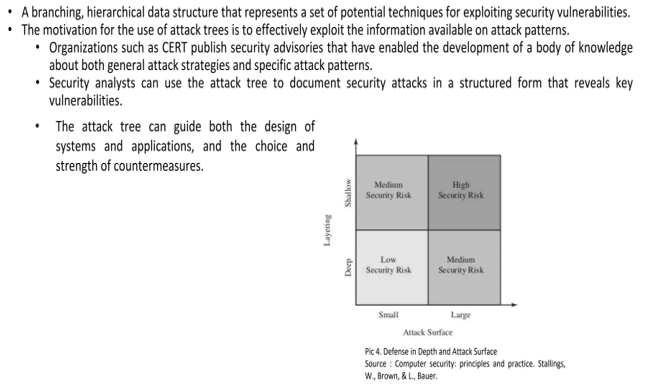 • A branching, hierarchical data structure that represents a set of potential techniques for exploiting security vulnerabilities.
• The motivation for the use of attack trees is to effectively exploit the information available on attack patterns.
• Organizations such as CERT publish security advisories that have enabled the development of a body of knowledge
about both general attack strategies and specific attack patterns.
• Security analysts can use the attack tree to document security attacks in a structured form that reveals key
vulnerabilities.
• The attack tree can guide both the design of
systems and applications, and the choice and
strength of countermeasures.
Layering
Shallow
Deep
Medium
Security Risk
High
Security Risk
Low
Security Risk
Medium
Security Risk
Small
Large
Attack Surface
Pic 4. Defense in Depth and Attack Surface
Source : Computer security: principles and practice. Stallings,
W., Brown, & L., Bauer.